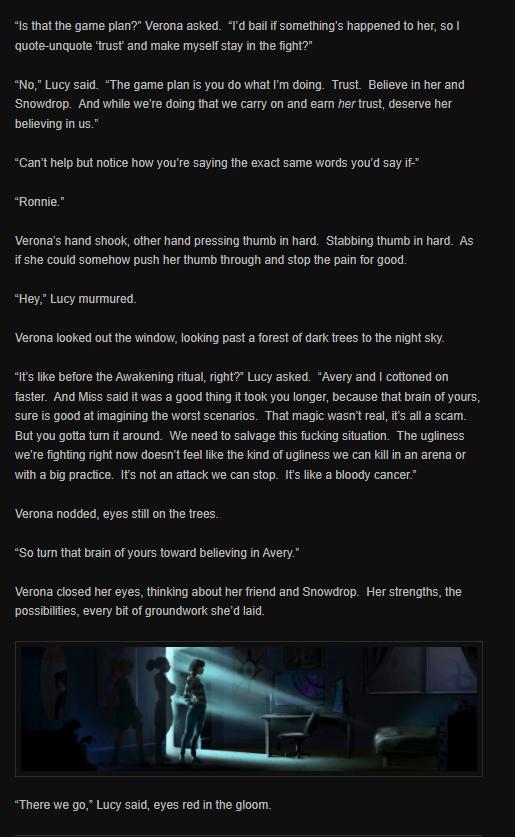 “Is that the game plan?” Verona asked.  “I’d bail if something’s happened to her, so I
quote-unquote ‘trust’ and make myself stay in the fight?”
“No,” Lucy said.  “The game plan is you do what I’m doing.  Trust.  Believe in her and
Snowdrop.  And while we’re doing that we carry on and earn her trust, deserve her
believing in us.”
“Can’t help but notice how you’re saying the exact same words you’d say if-”
“Ronnie.”
Verona’s hand shook, other hand pressing thumb in hard.  Stabbing thumb in hard.  As
if she could somehow push her thumb through and stop the pain for good.
“Hey,” Lucy murmured.
Verona looked out the window, looking past a forest of dark trees to the night sky.
“It’s like before the Awakening ritual, right?” Lucy asked.  “Avery and I cottoned on
faster.  And Miss said it was a good thing it took you longer, because that brain of yours,
sure is good at imagining the worst scenarios.  That magic wasn’t real, it’s all a scam.
But you gotta turn it around.  We need to salvage this fucking situation.  The ugliness
we’re fighting right now doesn’t feel like the kind of ugliness we can kill in an arena or
with a big practice.  It’s not an attack we can stop.  It’s like a bloody cancer.”
Verona nodded, eyes still on the trees.
“So turn that brain of yours toward believing in Avery.”
Verona closed her eyes, thinking about her friend and Snowdrop.  Her strengths, the
possibilities, every bit of groundwork she’d laid.
“There we go,” Lucy said, eyes red in the gloom.